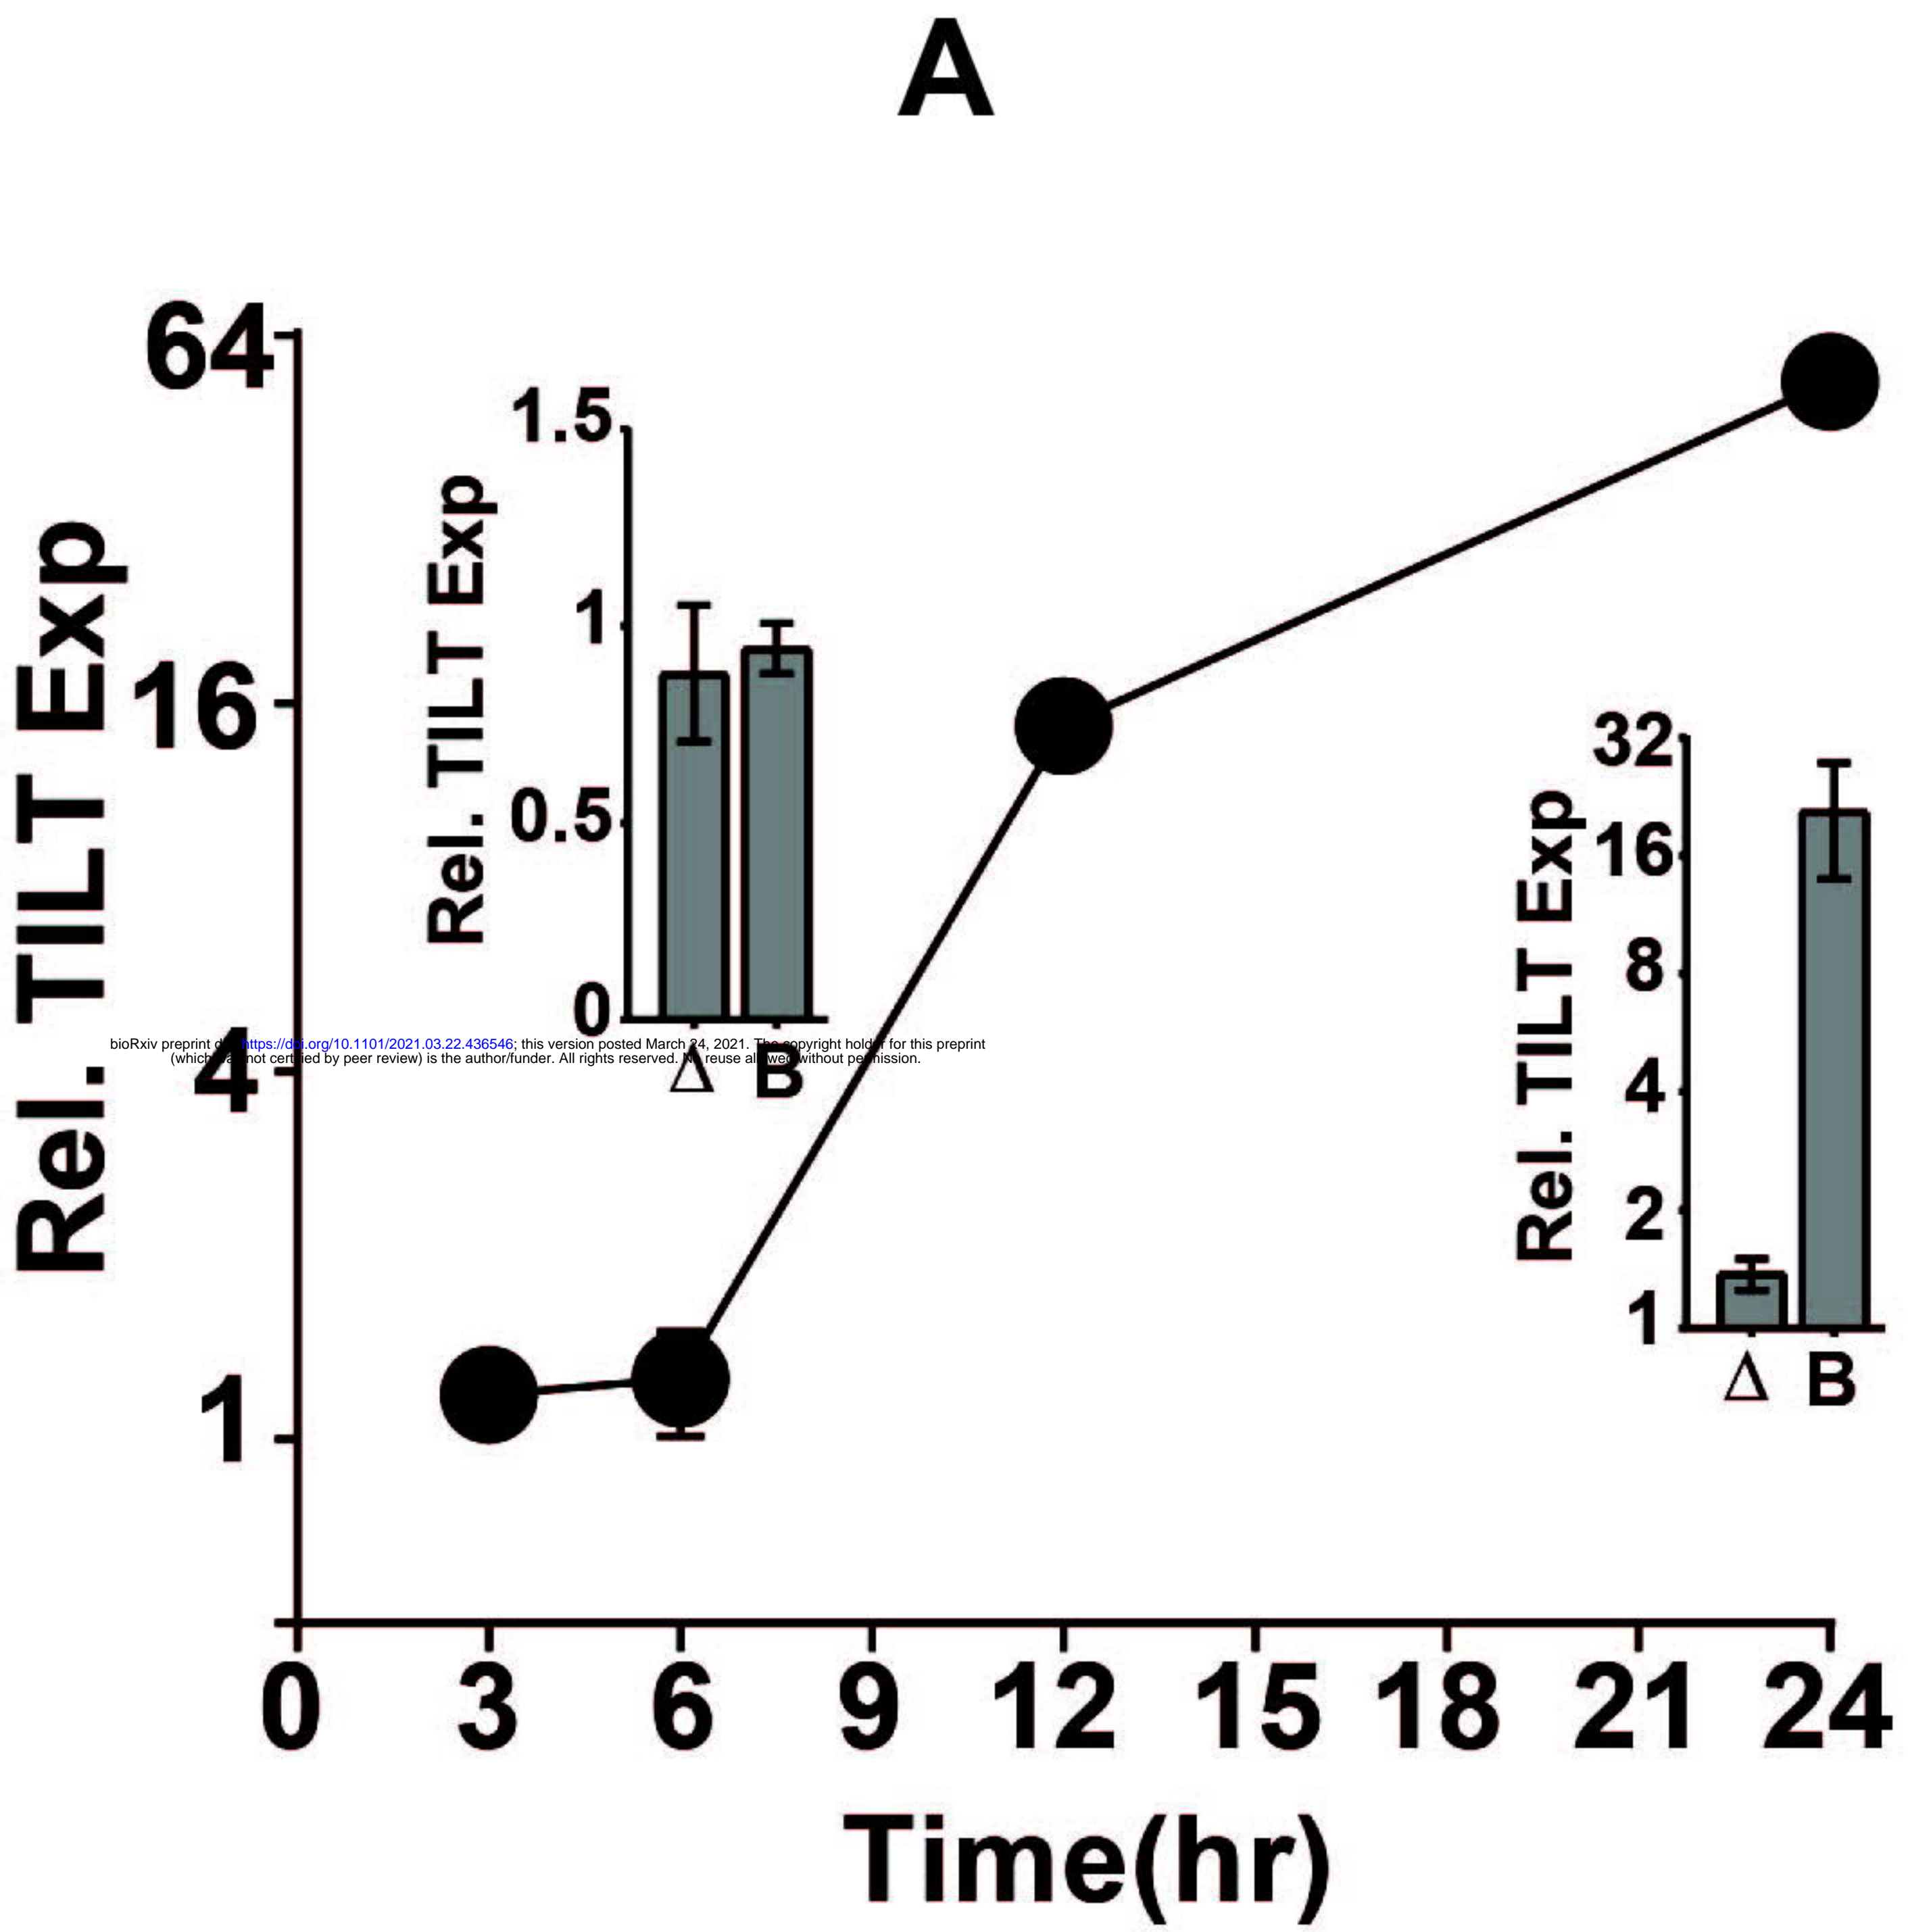 A
64
16
4
1
Rel. TILT Exp
1.5
1
0.5
0
Rel. TILT Exp
Δ B
32
16
8
4
2
1
Rel. TILT Exp
Δ B
bioRxiv preprint doi: https://doi.org/10.1101/2021.03.22.436546; this version posted March 24, 2021. The copyright holder for this preprint
(which was not certified by peer review) is the author/funder. All rights reserved. No reuse allowed without permission.
0 3 6 9 12 15 18 21 24
Time(hr)